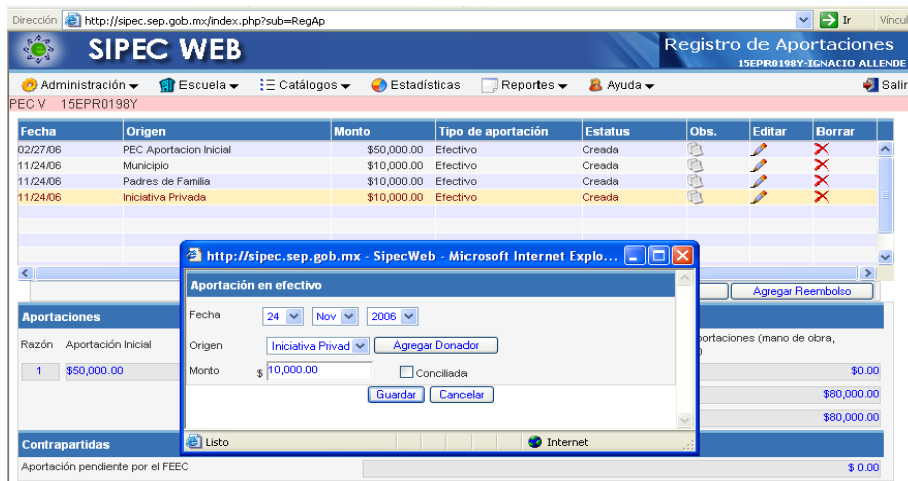 Dirección http://sipec.sep.gob.mx/index.php?sub=RegAp Ir Víncul
SIPEC WEB Registro de Aportaciones
15EPR0198Y-IGNACIO ALLENDE
Administración Escuela Catálogos Estadísticas Reportes Ayuda Salir
PEC V 15EPR0198Y
Fecha Origen Monto Tipo de aportación Estatus Obs. Editar Borrar
02/27/06 PEC Aportacion Inicial $50,000.00 Efectivo Creada
11/24/06 Municipio $10,000.00 Efectivo Creada
11/24/06 Padres de Familia $10,000.00 Efectivo Creada
11/24/06 Iniciativa Privada $10,000.00 Efectivo Creada
http://sipec.sep.gob.mx - SipecWeb - Microsoft Internet Explo...
Aportación en efectivo
Fecha 24 Nov 2006
Origen Iniciativa Privad Agregar Donador
Monto $ 10,000.00 Conciliada
Guardar Cancelar
Listo Internet
Agregar Reembolso
Aportaciones
Razón Aportación Inicial portaciones (mano de obra,
)
1 $50,000.00 $0.00
$80,000.00
$80,000.00
Contrapartidas
Aportación pendiente por el FEEC $ 0.00